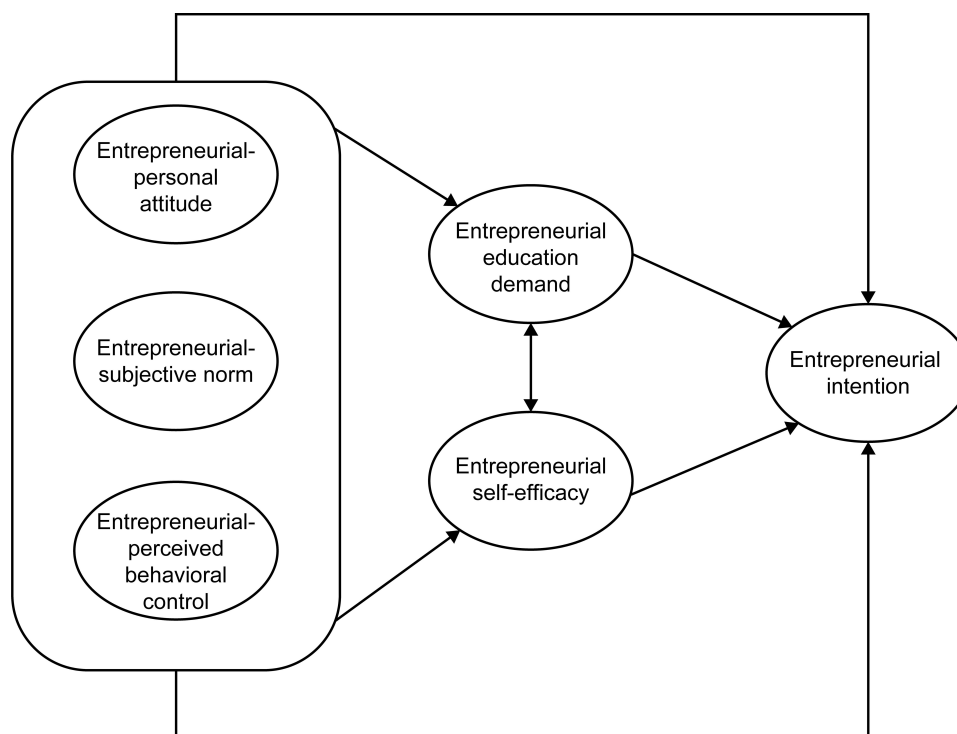 Entrepreneurial-
personal
attitude
Entrepreneurial-
subjective norm
Entrepreneurial-
perceived
behavioral
control
Entrepreneurial
education
demand
Entrepreneurial
self-efficacy
Entrepreneurial
intention